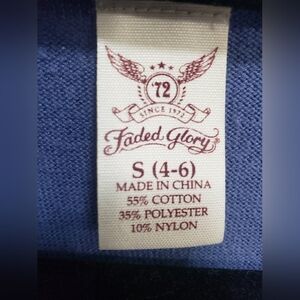 72
SINCE 1972
Faded Glory
S (4-6)
MADE IN CHINA
55% COTTON
35% POLYESTER
10% NYLON